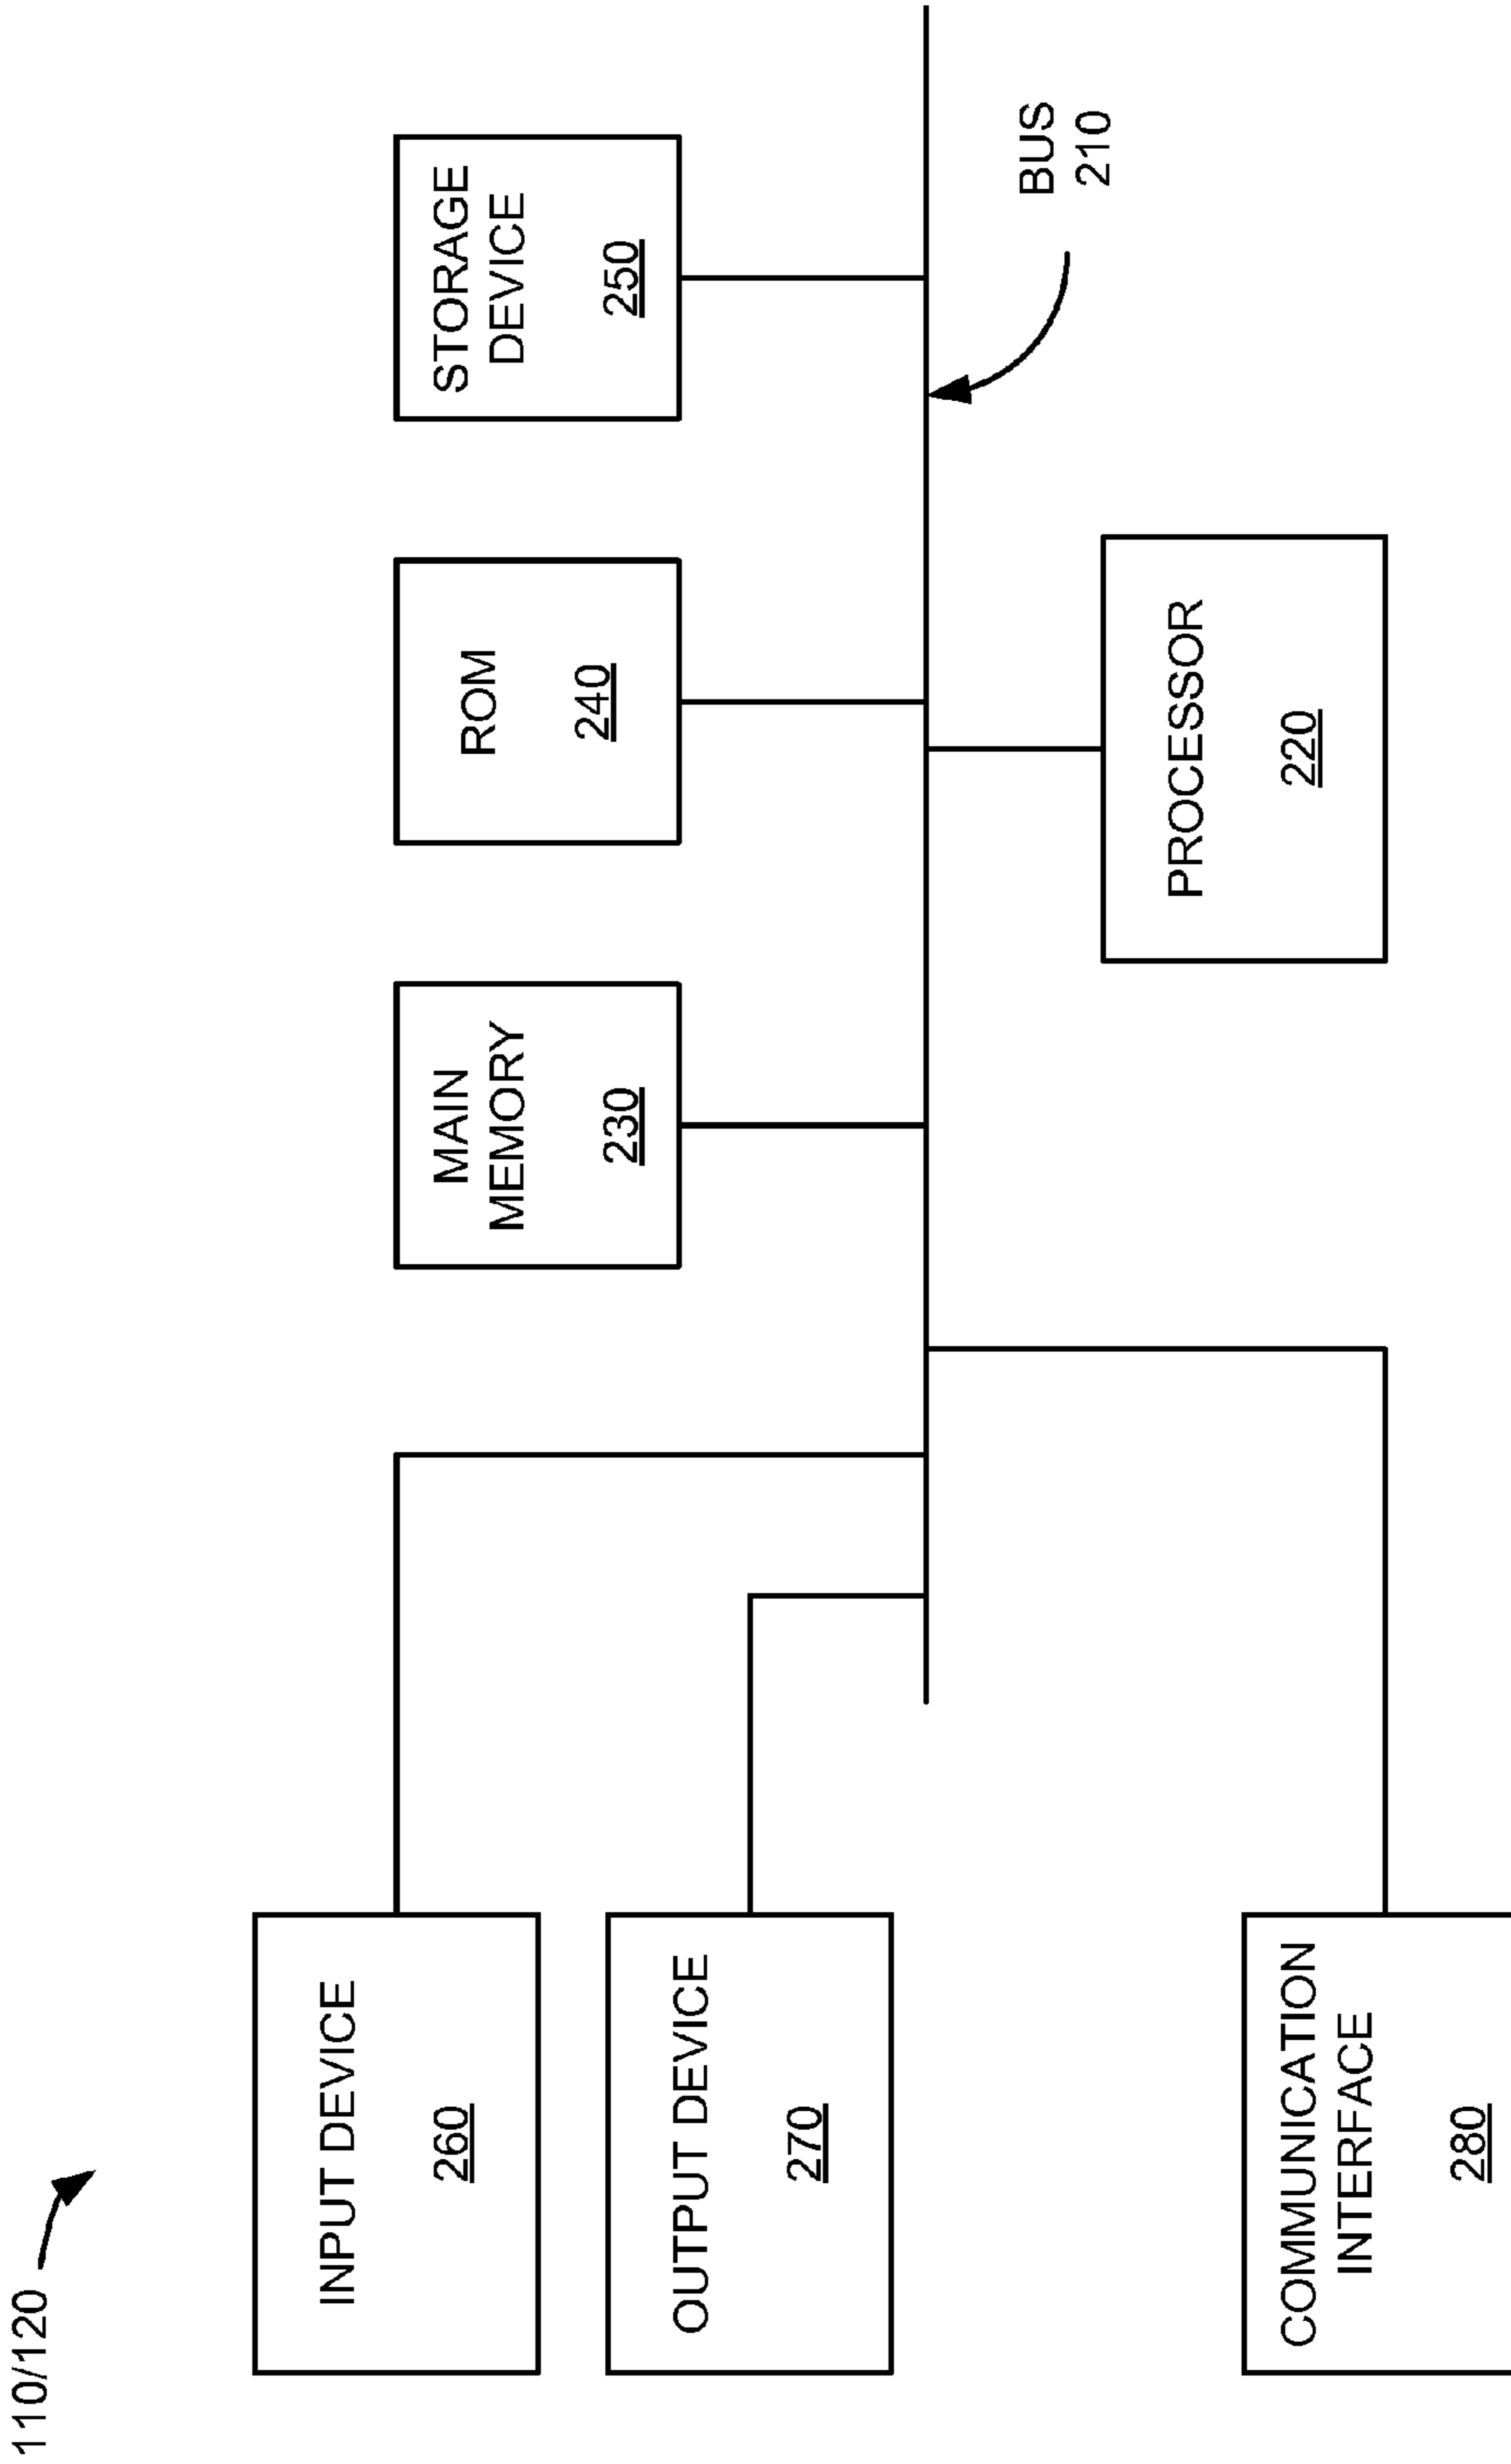 110/120
INPUT DEVICE
260
OUTPUT DEVICE
270
COMMUNICATION
INTERFACE
280
MAIN
MEMORY
230
ROM
240
STORAGE
DEVICE
250
PROCESSOR
220
BUS
210